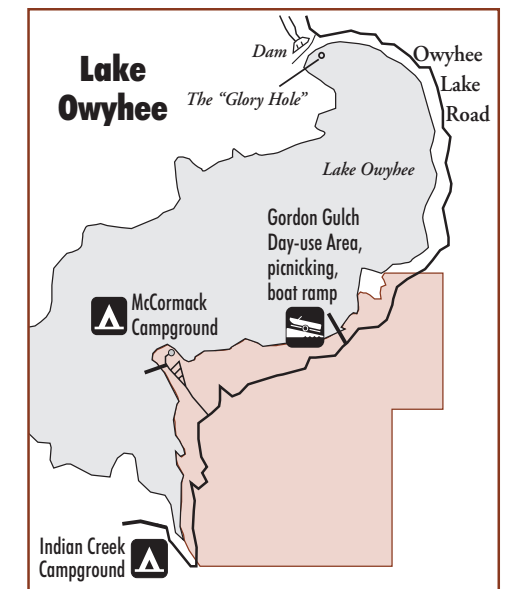 Lake
Owyhee
Dam
The “Glory Hole”
Owyhee
Lake
Road
Lake Owyhee
Gordon Gulch
Day-use Area,
picnicking,
boat ramp
McCormack
Campground
Indian Creek
Campground